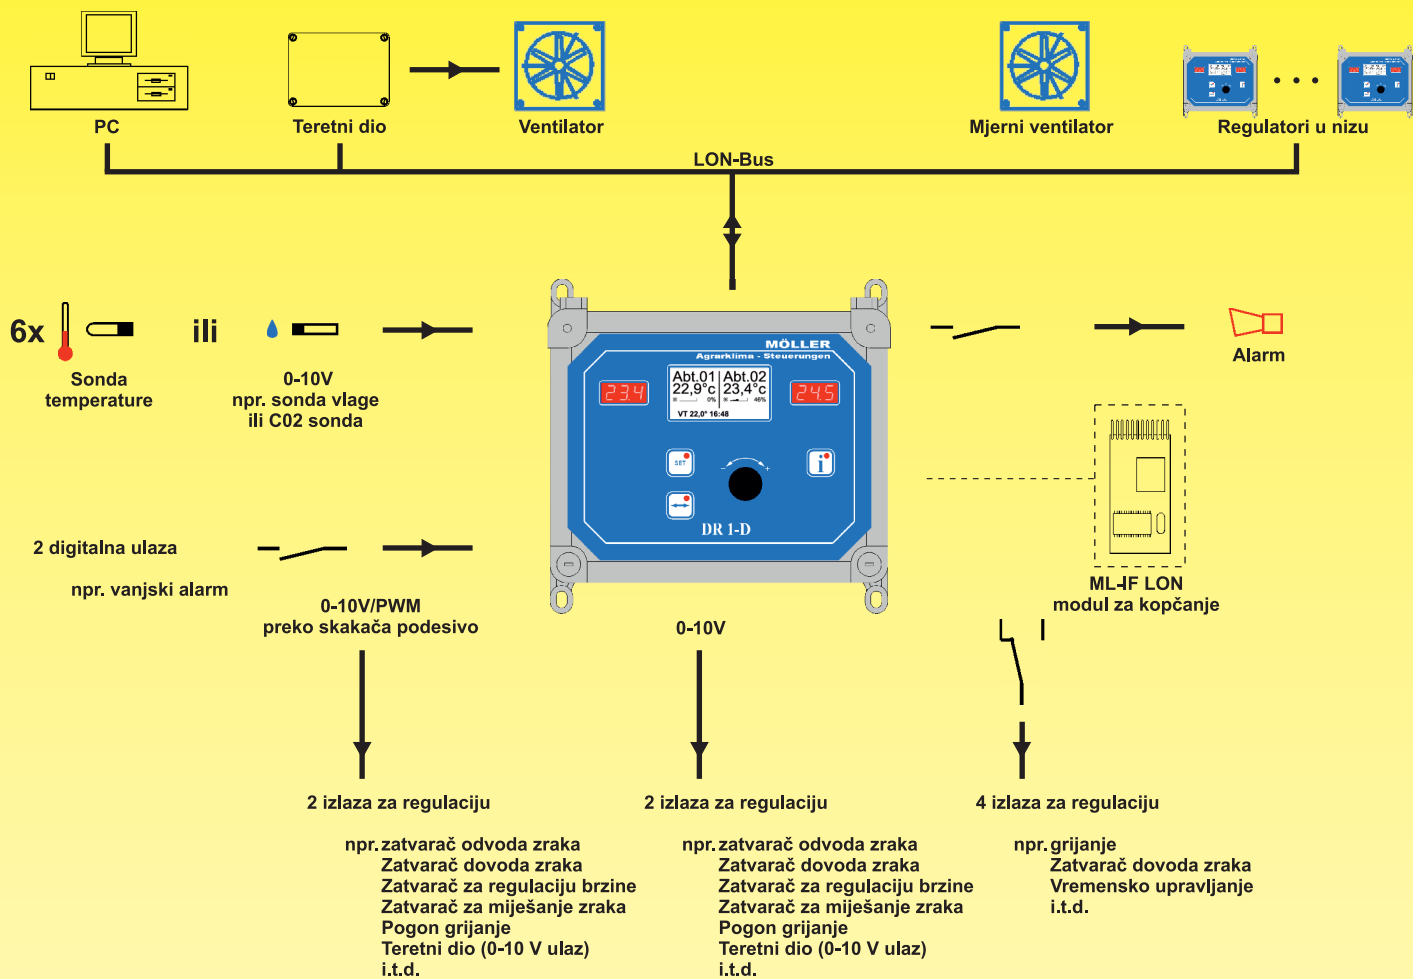 PC
Teretni dio
Ventilator
Mjerni ventilator
Regulatori u nizu
LON-Bus
6x
ili
Sonda
temperature
0-10V
npr. sonda vlage
ili C02 sonda
MÖLLER
Agrarklima - Steuerungen
23.4
Abt.01 Abt.02
22,9°c 23,4°c
0% 46%
VT 22,0° 16:48
24.5
SET
- +
i
DR 1-D
Alarm
2 digitalna ulaza
npr. vanjski alarm
ML-IF LON
modul za kopčanje
0-10V/PWM
preko skakača podesivo
0-10V
2 izlaza za regulaciju
npr. zatvarač odvoda zraka
Zatvarač dovoda zraka
Zatvarač za regulaciju brzine
Zatvarač za miješanje zraka
Pogon grijanje
Teretni dio (0-10 V ulaz)
i.t.d.
2 izlaza za regulaciju
npr. zatvarač odvoda zraka
Zatvarač dovoda zraka
Zatvarač za regulaciju brzine
Zatvarač za miješanje zraka
Pogon grijanje
Teretni dio (0-10 V ulaz)
i.t.d.
4 izlaza za regulaciju
npr. grijanje
Zatvarač dovoda zraka
Vremensko upravljanje
i.t.d.